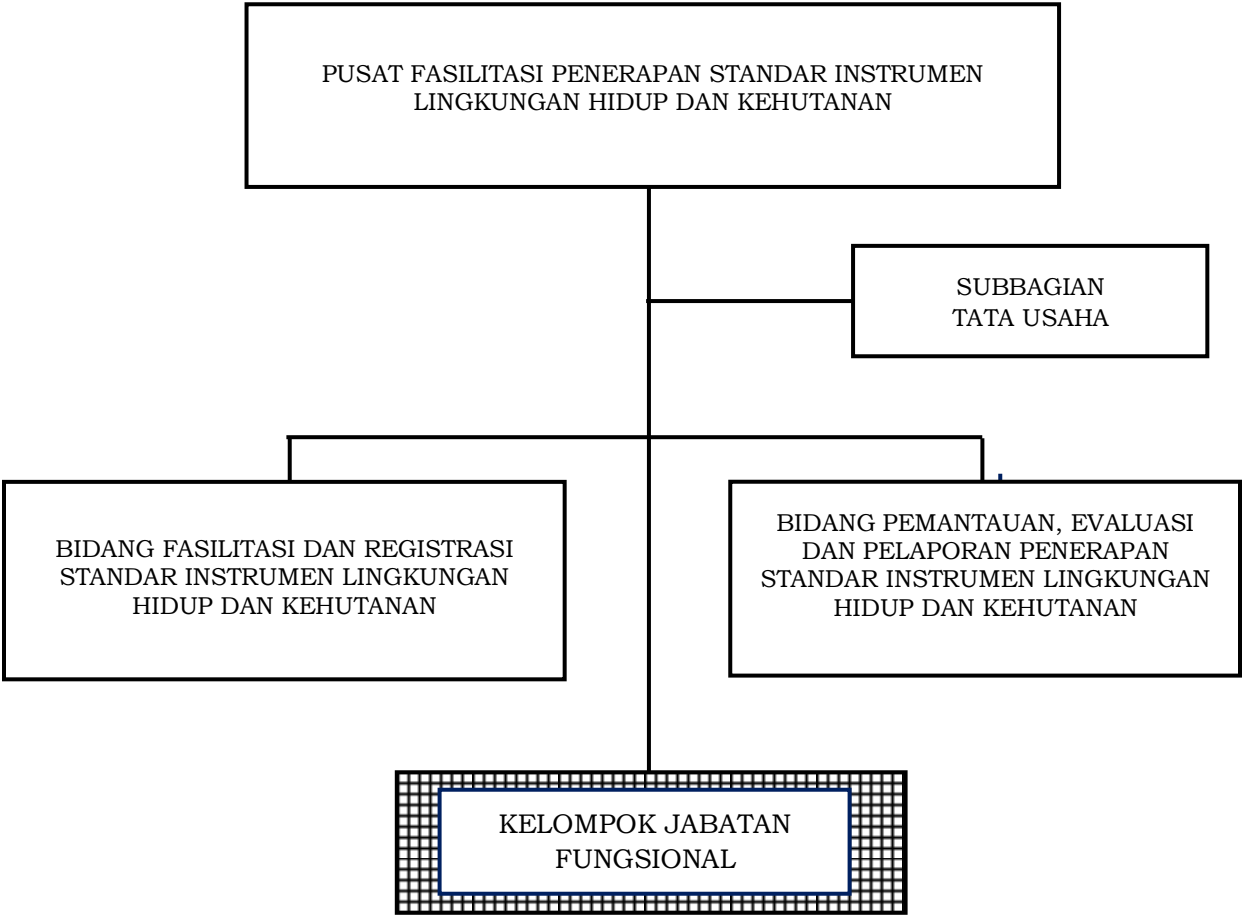 PUSAT FASILITASI PENERAPAN STANDAR INSTRUMEN
LINGKUNGAN HIDUP DAN KEHUTANAN
SUBBAGIAN
TATA USAHA
BIDANG FASILITASI DAN REGISTRASI
STANDAR INSTRUMEN LINGKUNGAN
HIDUP DAN KEHUTANAN
BIDANG PEMANTAUAN, EVALUASI
DAN PELAPORAN PENERAPAN
STANDAR INSTRUMEN LINGKUNGAN
HIDUP DAN KEHUTANAN
KELOMPOK JABATAN
FUNGSIONAL